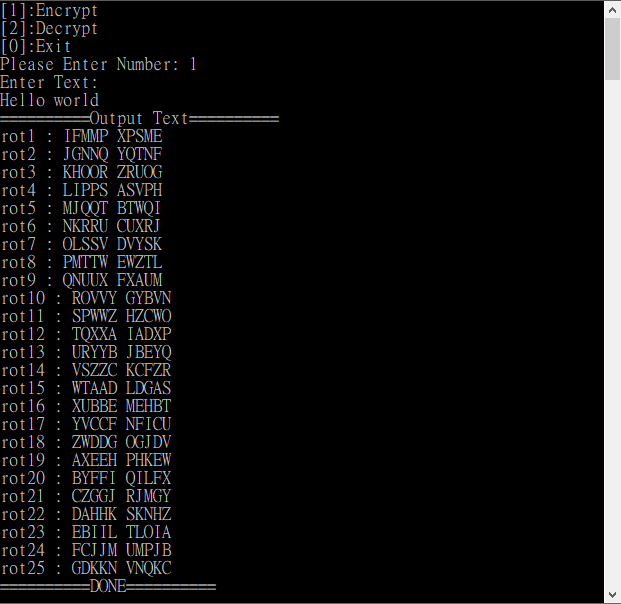 [1]:Encrypt
[2]:Decrypt
[0]:Exit
Please Enter Number: 1
Enter Text:
Hello world
==========Output Text==========
rot1 : IFMMP XPSME
rot2 : JGNNQ YQTNF
rot3 : KHOOR ZRUOG
rot4 : LIPPS ASVPH
rot5 : MJQQT BTWQI
rot6 : NKRRU CUXRJ
rot7 : OLSSV DVYSK
rot8 : PMTTW EWZTL
rot9 : QNUUX FXAUM
rot10 : ROVVY GYBVN
rot11 : SPWWZ HZCWO
rot12 : TQXXA IADXP
rot13 : URYYB JBEYQ
rot14 : VSZZC KCFZR
rot15 : WTAAD LDGAS
rot16 : XUBBE MEHBT
rot17 : YVCCF NFICU
rot18 : ZWDDG OGJDV
rot19 : AXEEH PHKEW
rot20 : BYFFI QILFX
rot21 : CZGGJ RJMGY
rot22 : DAHHK SKNHZ
rot23 : EBIIL TLOIA
rot24 : FCJJM UMPJB
rot25 : GDKKN VNQKC
==========DONE==========